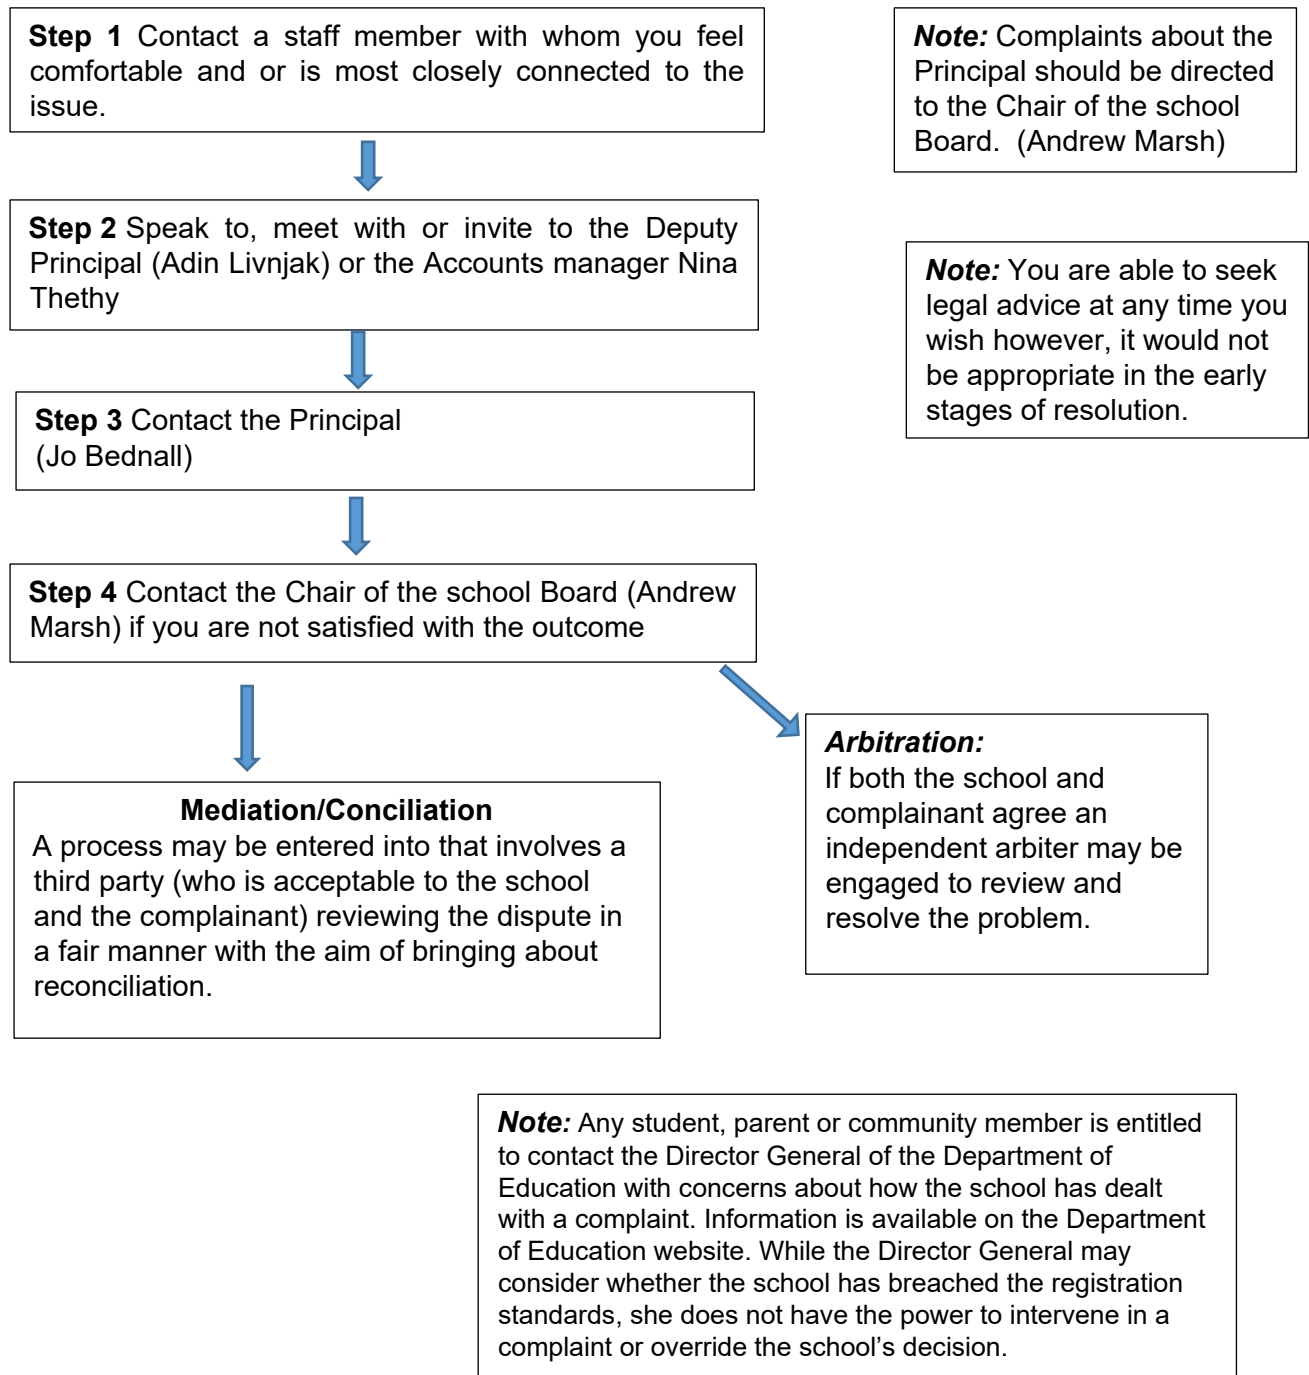 Step 1 Contact a staff member with whom you feel
comfortable and or is most closely connected to the
issue.
Note: Complaints about the
Principal should be directed
to the Chair of the school
Board.  (Andrew Marsh)
Step 2 Speak to, meet with or invite to the Deputy
Principal (Adin Livnjak) or the Accounts manager Nina
Thethy
Note: You are able to seek
legal advice at any time you
wish however, it would not
be appropriate in the early
stages of resolution.
Step 3 Contact the Principal
(Jo Bednall)
Step 4 Contact the Chair of the school Board (Andrew
Marsh) if you are not satisfied with the outcome
Arbitration:
If both the school and
complainant agree an
independent arbiter may be
engaged to review and
resolve the problem.
Mediation/Conciliation
A process may be entered into that involves a
third party (who is acceptable to the school
and the complainant) reviewing the dispute in
a fair manner with the aim of bringing about
reconciliation.
Note: Any student, parent or community member is entitled
to contact the Director General of the Department of
Education with concerns about how the school has dealt
with a complaint. Information is available on the Department
of Education website. While the Director General may
consider whether the school has breached the registration
standards, she does not have the power to intervene in a
complaint or override the school’s decision.